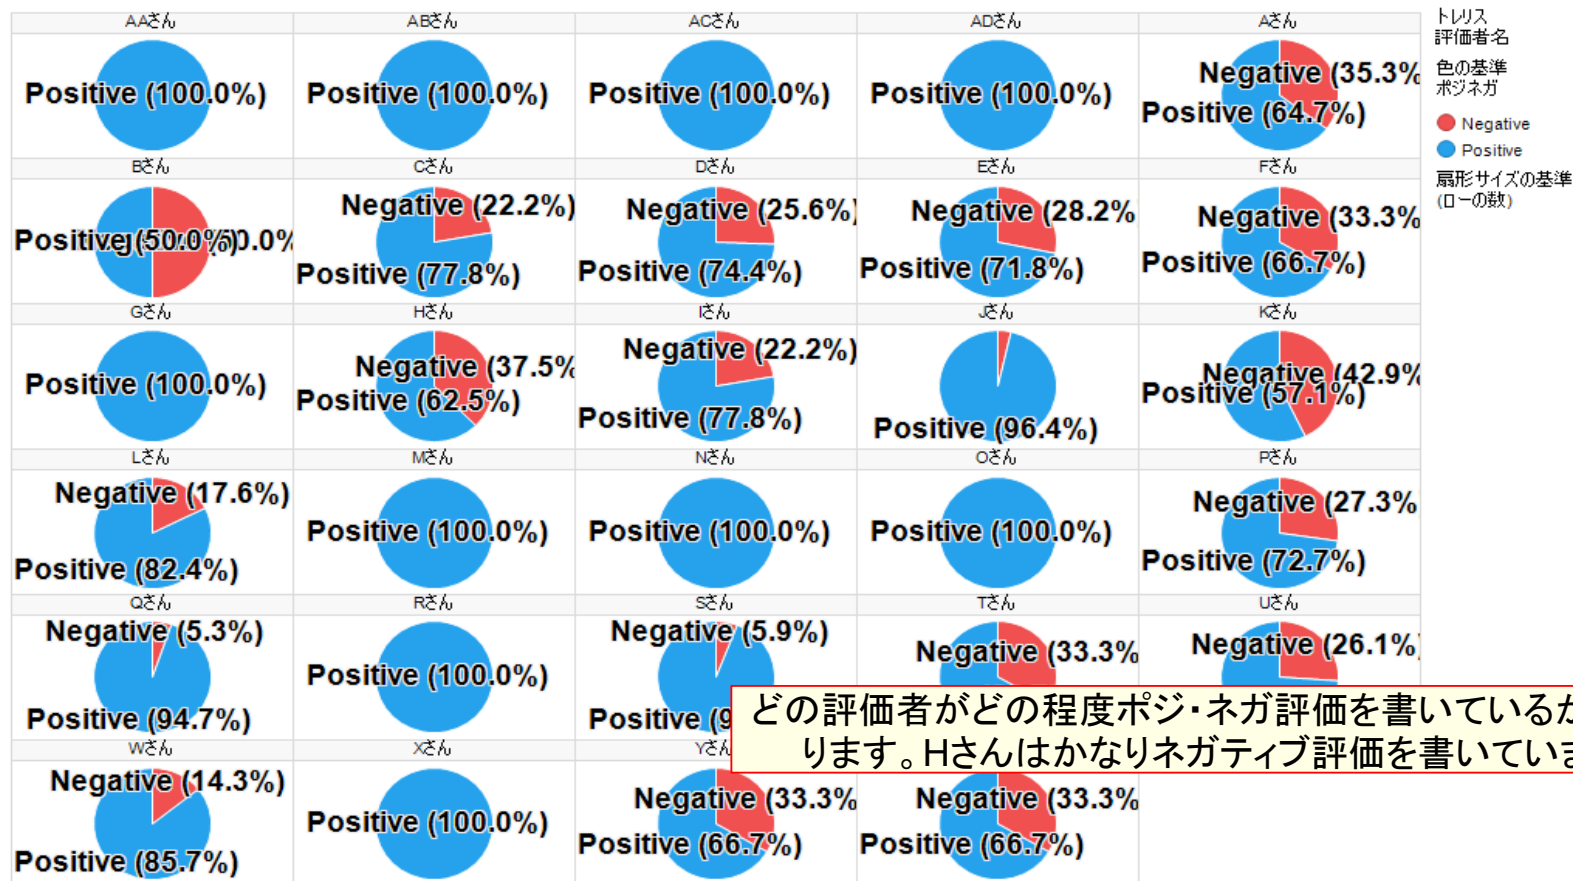 AAさん
ABさん
ACさん
ADさん
Aさん
Positive (100.0%)
Positive (100.0%)
Positive (100.0%)
Positive (100.0%)
Negative (35.3%
Positive (64.7%)
Bさん
Cさん
Dさん
Eさん
Fさん
Positive (50.0%)
0.0%
Negative (22.2%)
Positive (77.8%)
Negative (25.6%)
Positive (74.4%)
Negative (28.2%
Positive (71.8%)
Negative (33.3%
Positive (66.7%)
Gさん
Hさん
Iさん
Jさん
Kさん
Positive (100.0%)
Negative (37.5%
Positive (62.5%)
Negative (22.2%)
Positive (77.8%)
Positive (96.4%)
Negative (42.9%
Positive (57.1%)
Lさん
Mさん
Nさん
Oさん
Pさん
Negative (17.6%)
Positive (82.4%)
Positive (100.0%)
Positive (100.0%)
Positive (100.0%)
Negative (27.3%
Positive (72.7%)
Qさん
Rさん
Sさん
Tさん
Uさん
Negative (5.3%)
Positive (94.7%)
Positive (100.0%)
Negative (5.9%)
Positive (9
Negative (33.3%
Negative (26.1%)
どの評価者がどの程度ポジ・ネガ評価を書いているか
ります。Hさんはかなりネガティブ評価を書いていま
Wさん
Xさん
Yさん
Negative (14.3%)
Positive (85.7%)
Positive (100.0%)
Negative (33.3%
Positive (66.7%)
Negative (33.3%
Positive (66.7%)
トレリス
評価者名
色の基準
ポジネガ
Negative
Positive
扇形サイズの基準
(ローの数)